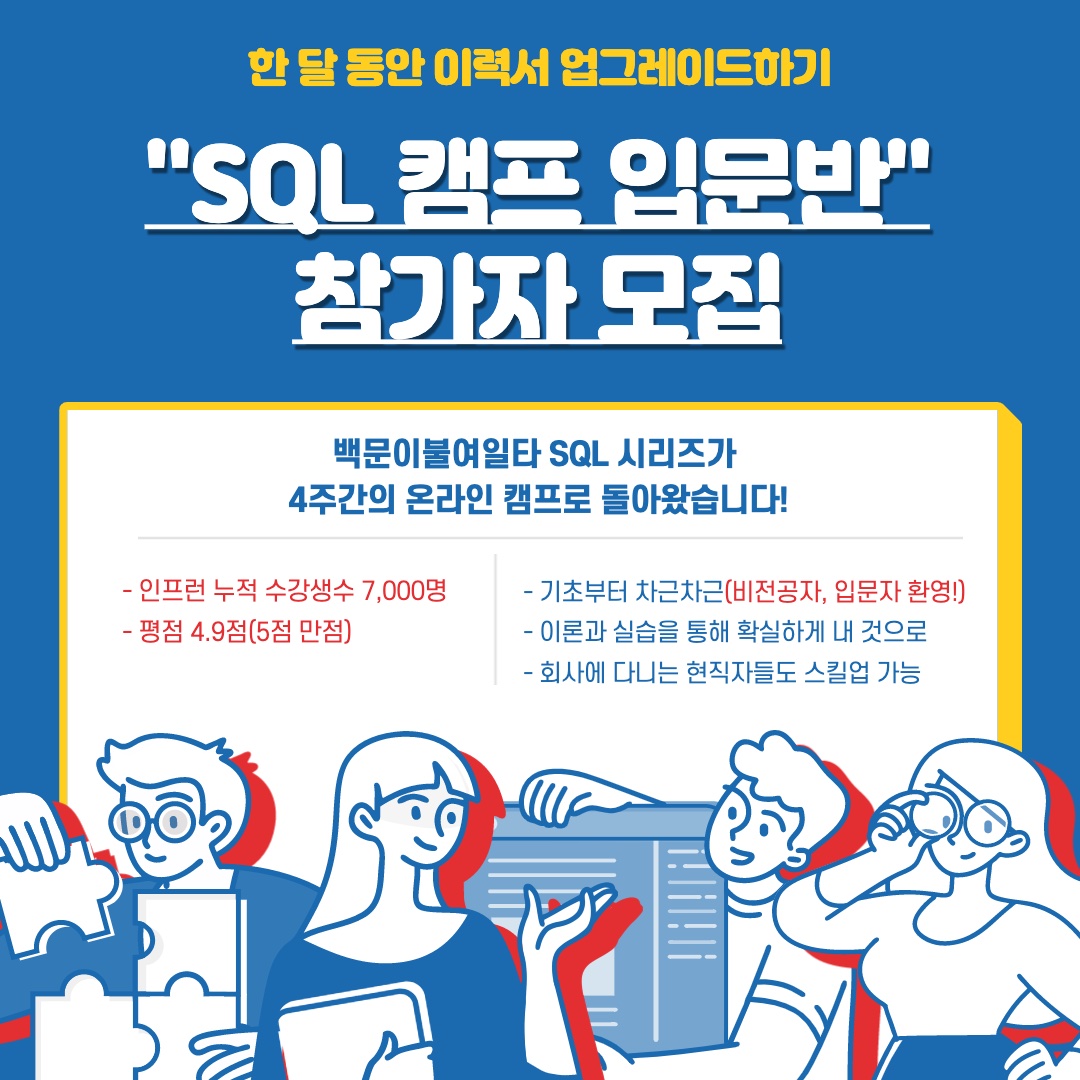 한 달 동안 이력서 업그레이드하기
"SQL 캠프 입문반"
참가자 모집
백문이불여일타 SQL 시리즈가
4주간의 온라인 캠프로 돌아왔습니다!
- 인프런 누적 수강생수 7,000명
- 평점 4.9점(5점 만점)
- 기초부터 차근차근(비전공자, 입문자 환영!)
- 이론과 실습을 통해 확실하게 내 것으로
- 회사에 다니는 현직자들도 스킬업 가능